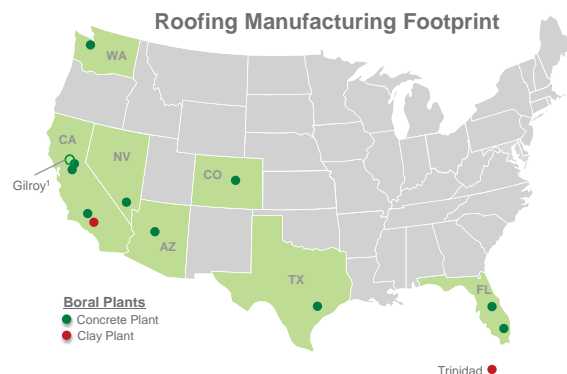 Roofing Manufacturing Footprint
WA
CA
NV
CO
Gilroy¹
AZ
TX
FL
Boral Plants
Concrete Plant
Clay Plant
Trinidad